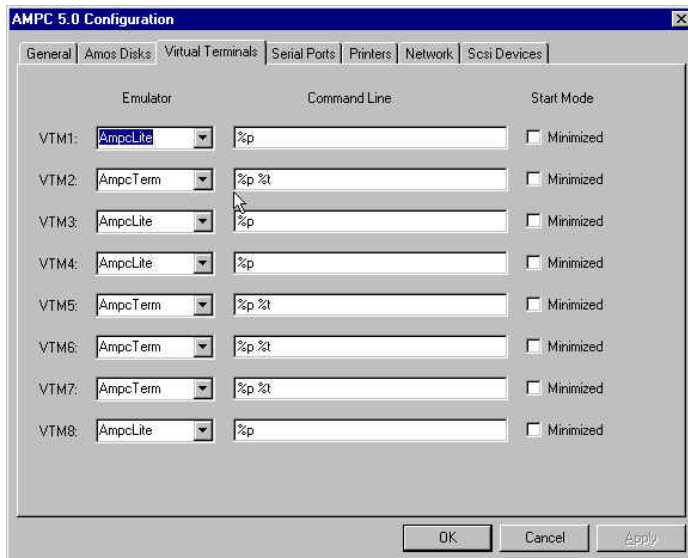 AMPC 5.0 Configuration
General Amos Disks Virtual Terminals Serial Ports Printers Network Scsi Devices
Emulator Command Line Start Mode
VTM1: AmpcLite %p Minimized
VTM2: AmpcTerm %p %t Minimized
VTM3: AmpcLite %p Minimized
VTM4: AmpcLite %p Minimized
VTM5: AmpcTerm %p %t Minimized
VTM6: AmpcTerm %p %t Minimized
VTM7: AmpcTerm %p %t Minimized
VTM8: AmpcLite %p Minimized
OK Cancel Apply